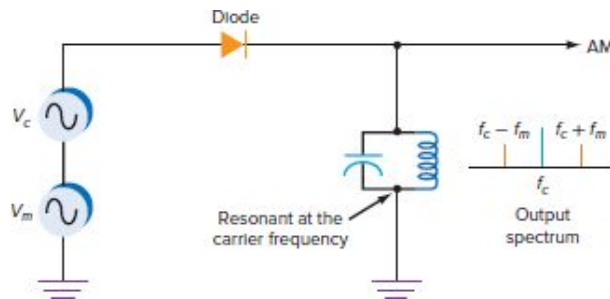 Diode
AM
Vc
Vm
fc – fm
fc + fm
fc
Resonant at the
carrier frequency
Output
spectrum